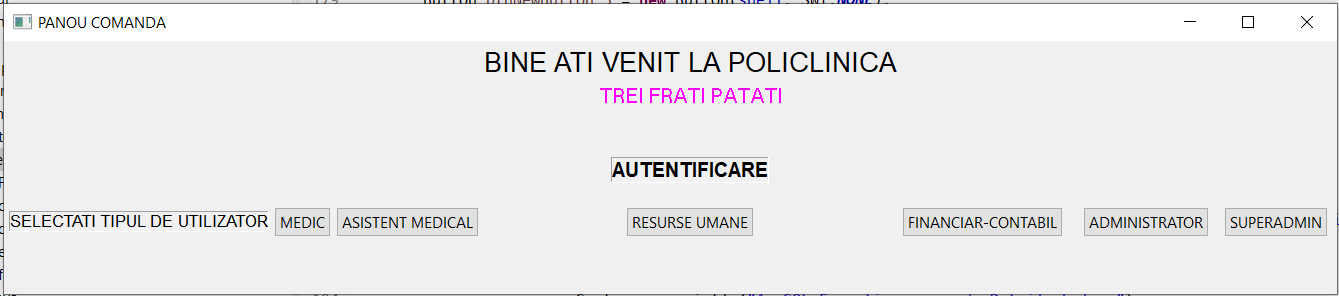 PANOU COMANDA
BINE ATI VENIT LA POLICLINICA
TREI FRATI PATATI
AUTENTIFICARE
SELECTATI TIPUL DE UTILIZATOR MEDIC ASISTENT MEDICAL RESURSE UMANE FINANCIAR-CONTABIL ADMINISTRATOR SUPERADMIN